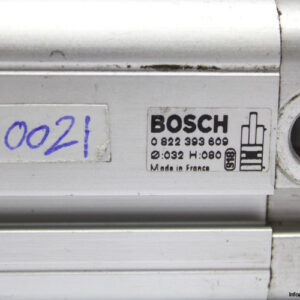 0021
BOSCH
0 822 393 609
Ø:032 H:080
Made in France